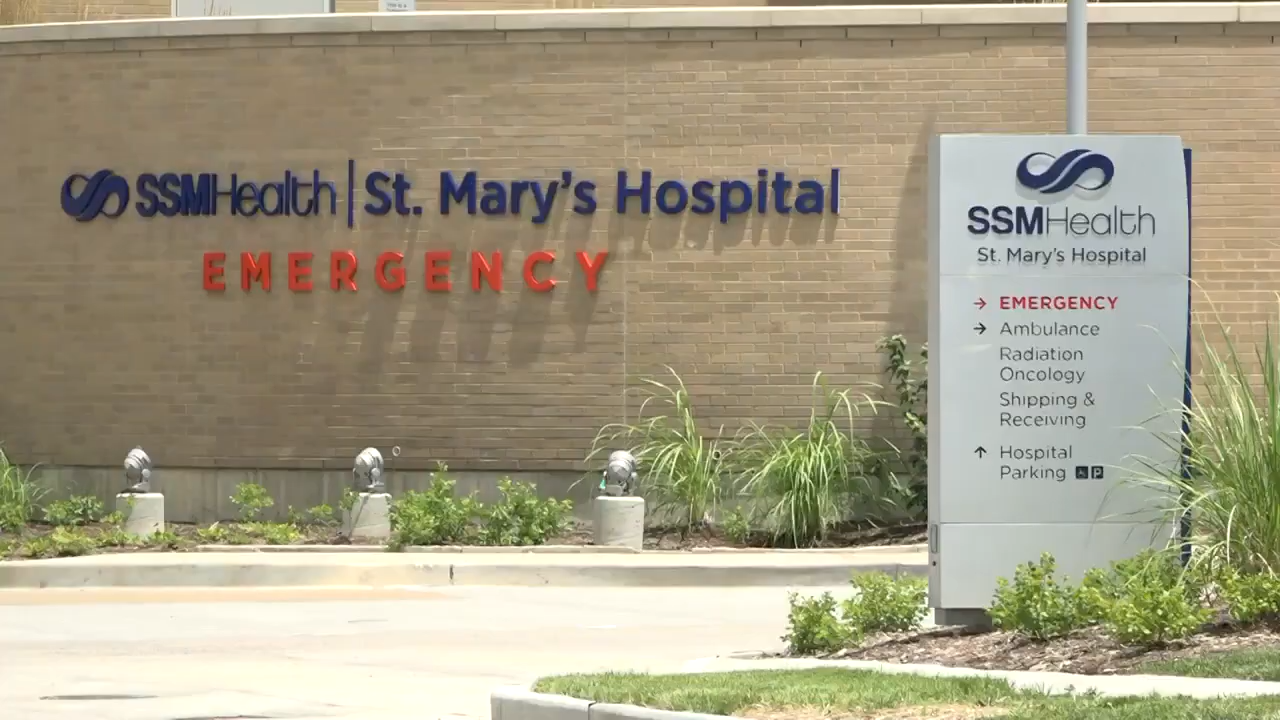 SSMHealth | St. Mary's Hospital
EMERGENCY
SSMHealth
St. Mary's Hospital
→ EMERGENCY
→ Ambulance
Radiation
Oncology
Shipping &
Receiving
↑ Hospital
Parking P